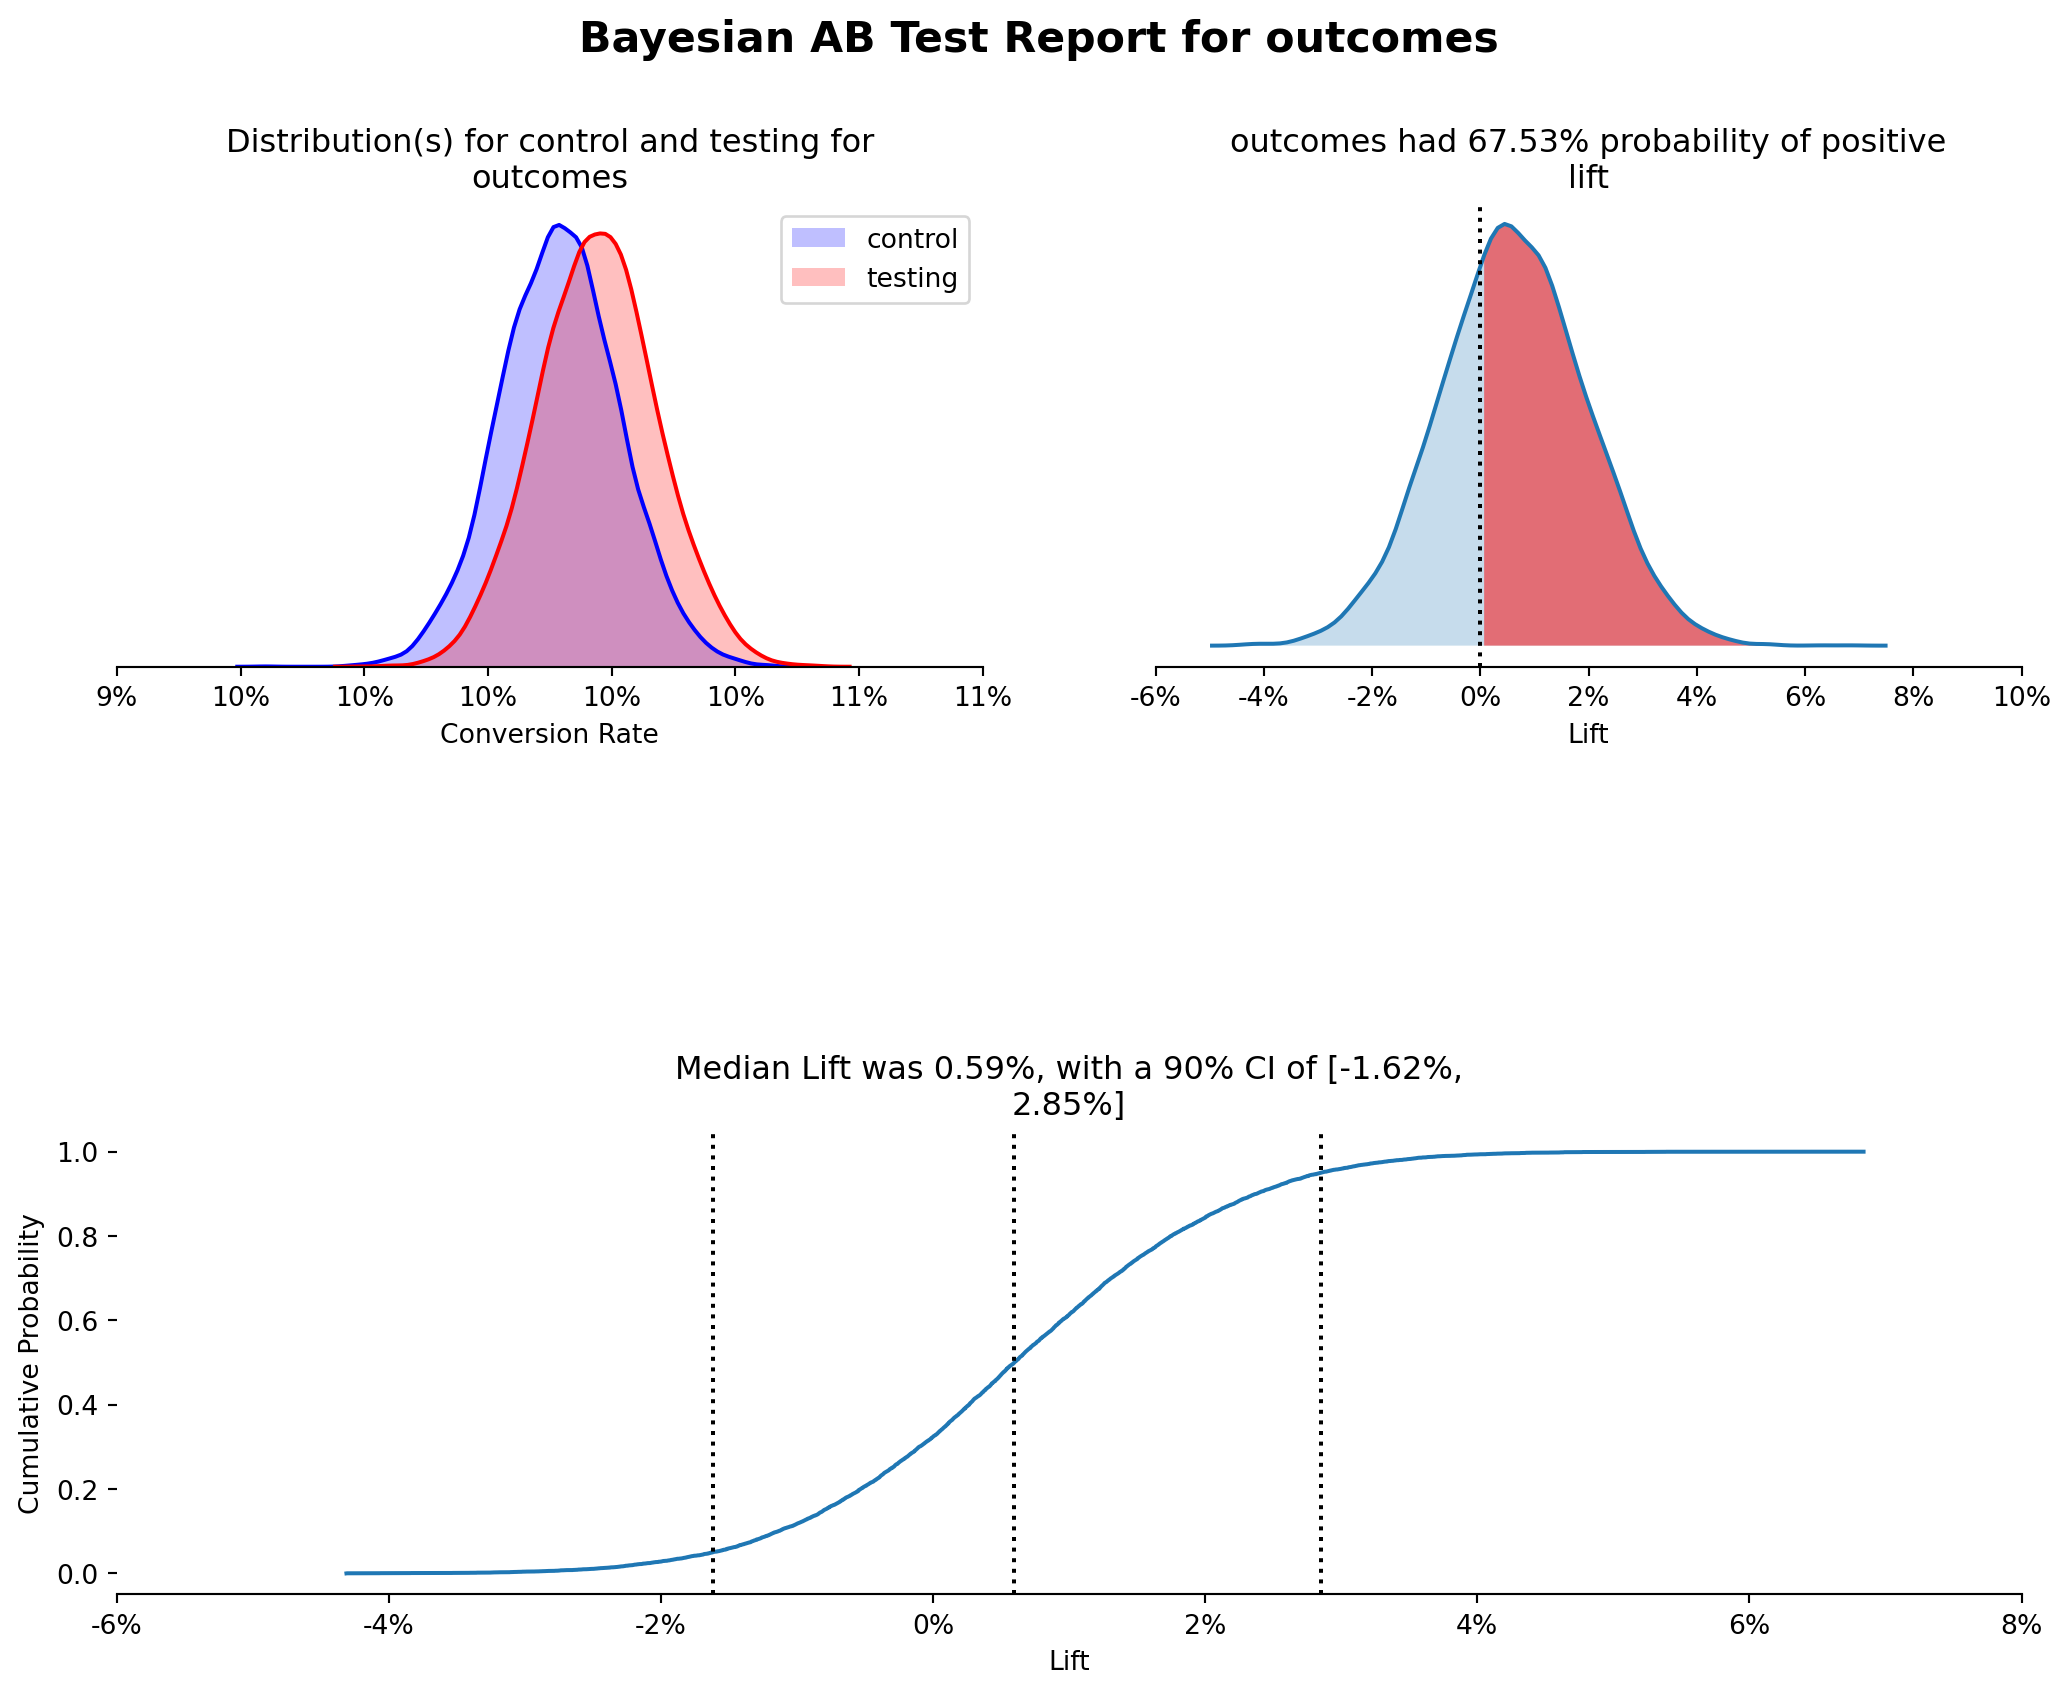 Bayesian AB Test Report for outcomes
Distribution(s) for control and testing for
outcomes
control
testing
9% 10% 10% 10% 10% 10% 11% 11%
Conversion Rate
outcomes had 67.53% probability of positive
lift
-6% -4% -2% 0% 2% 4% 6% 8% 10%
Lift
Median Lift was 0.59%, with a 90% CI of [-1.62%,
2.85%]
Cumulative Probability
1.0
0.8
0.6
0.4
0.2
0.0
-6% -4% -2% 0% 2% 4% 6% 8%
Lift